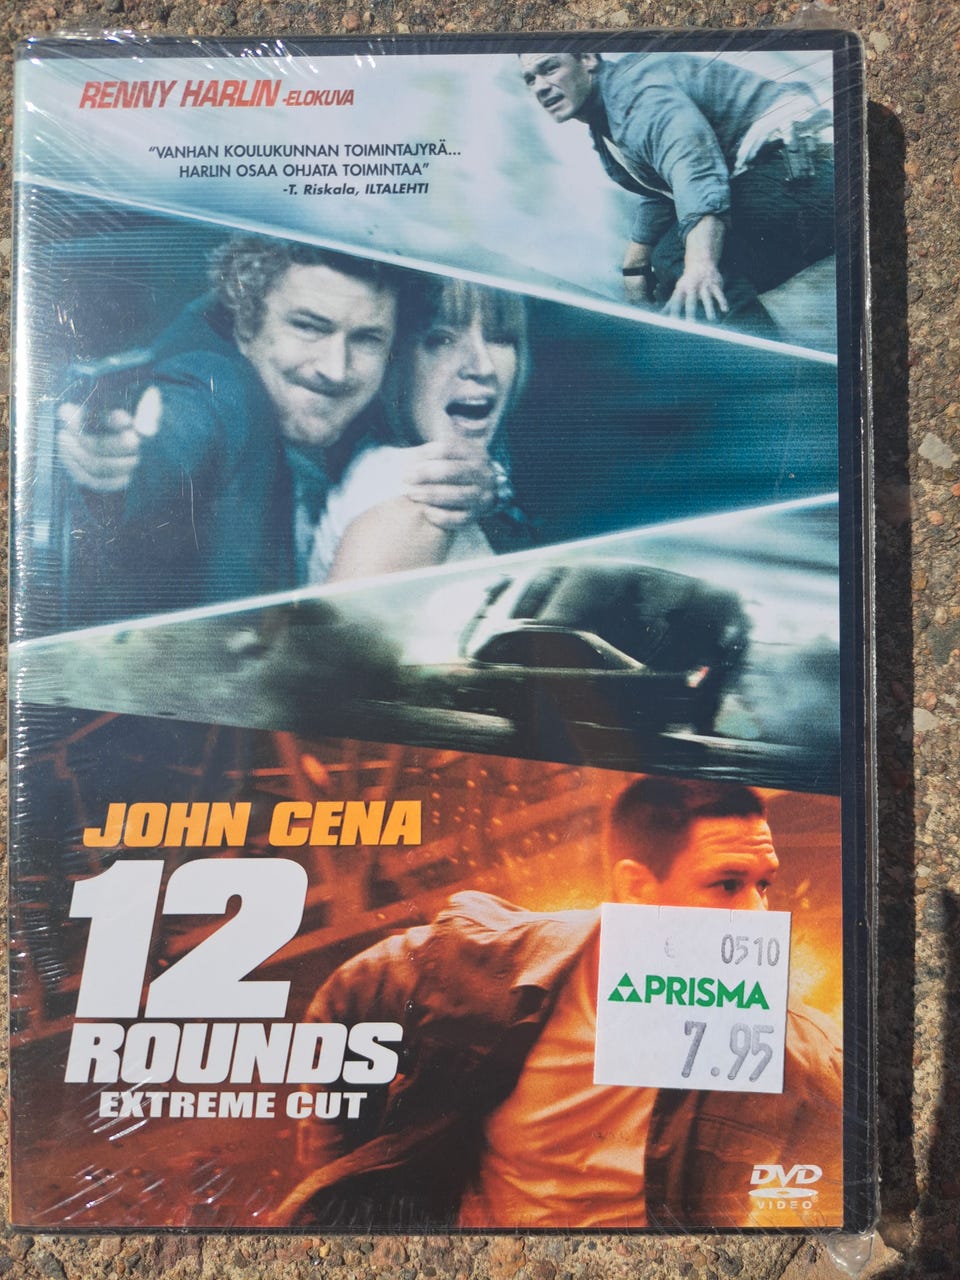 RENNY HARLIN -ELOKUVA
"VANHAN KOULUKUNNAN TOIMINTAJYRÄ...
HARLIN OSAA OHJATA TOIMINTAA"
-T. Riskala, ILTALEHTI
JOHN CENA
12
ROUNDS
EXTREME CUT
€ 0510
PRISMA
7.95
DVD
VIDEO